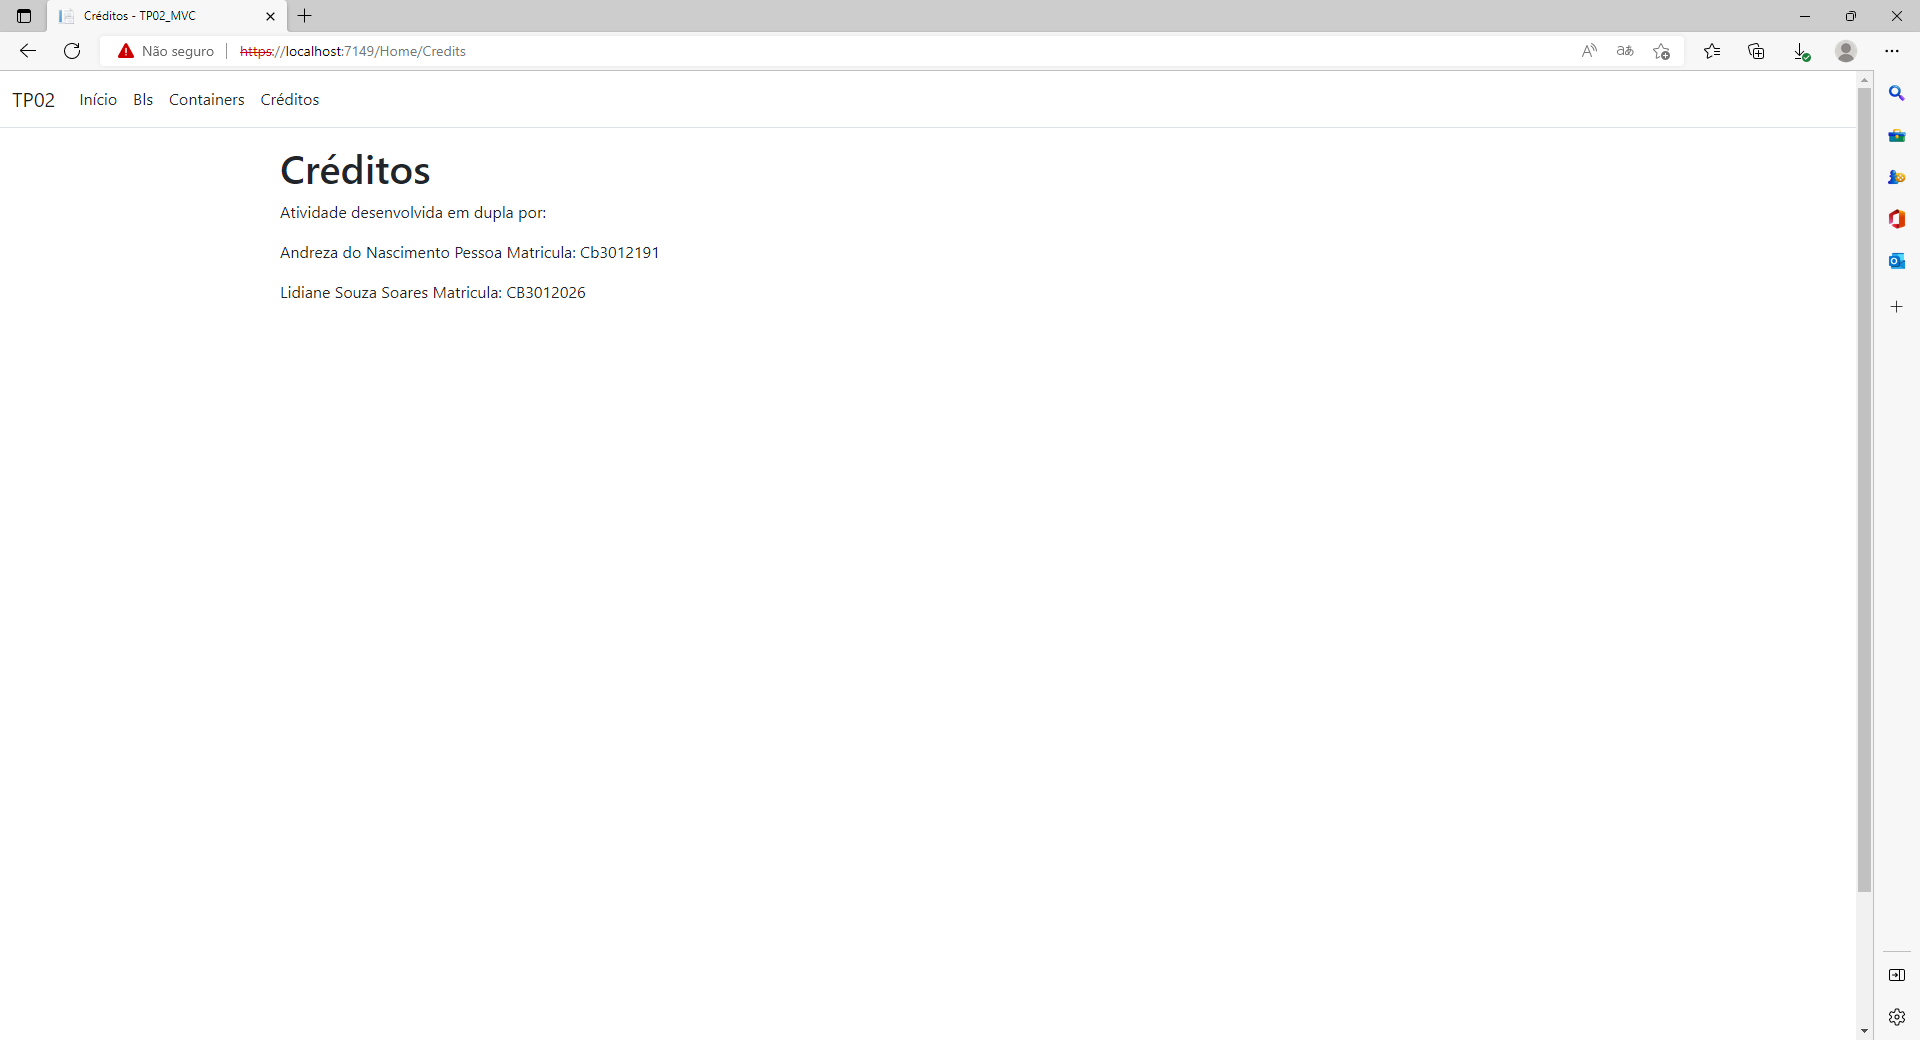 Créditos - TP02_MVC
Não seguro
https://localhost:7149/Home/Credits
TP02 Início Bls Containers Créditos
Créditos
Atividade desenvolvida em dupla por:
Andreza do Nascimento Pessoa Matricula: Cb3012191
Lidiane Souza Soares Matricula: CB3012026